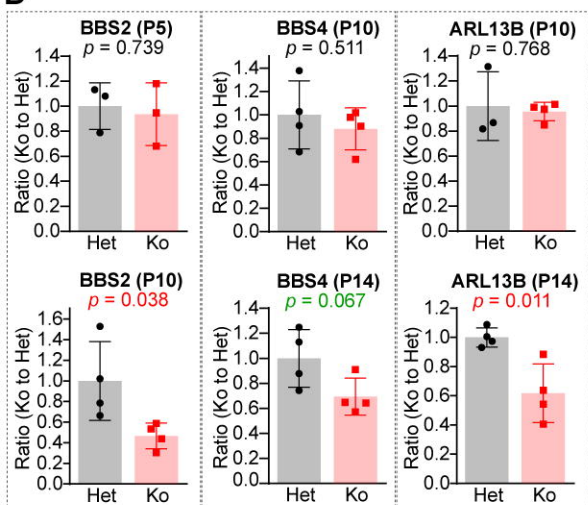 BBS2 (P5)
p = 0.739
Ratio (Ko to Het)
1.4
1.2
1.0
0.8
0.6
0.4
0.2
0.0
Het Ko
BBS4 (P10)
p = 0.511
Ratio (Ko to Het)
1.4
1.2
1.0
0.8
0.6
0.4
0.2
0.0
Het Ko
ARL13B (P10)
p = 0.768
Ratio (Ko to Het)
1.4
1.2
1.0
0.8
0.6
0.4
0.2
0.0
Het Ko
BBS2 (P10)
p = 0.038
Ratio (Ko to Het)
1.6
1.4
1.2
1.0
0.8
0.6
0.4
0.2
0.0
Het Ko
BBS4 (P14)
p = 0.067
Ratio (Ko to Het)
1.4
1.2
1.0
0.8
0.6
0.4
0.2
0.0
Het Ko
ARL13B (P14)
p = 0.011
Ratio (Ko to Het)
1.2
1.0
0.8
0.6
0.4
0.2
0.0
Het Ko